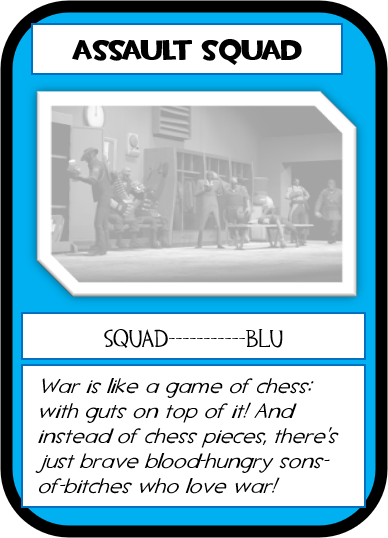 ASSAULT SQUAD
SQUAD-----------BLU
War is like a game of chess:
with guts on top of it! And
instead of chess pieces, there's
just brave blood-hungry sons-
of-bitches who love war!